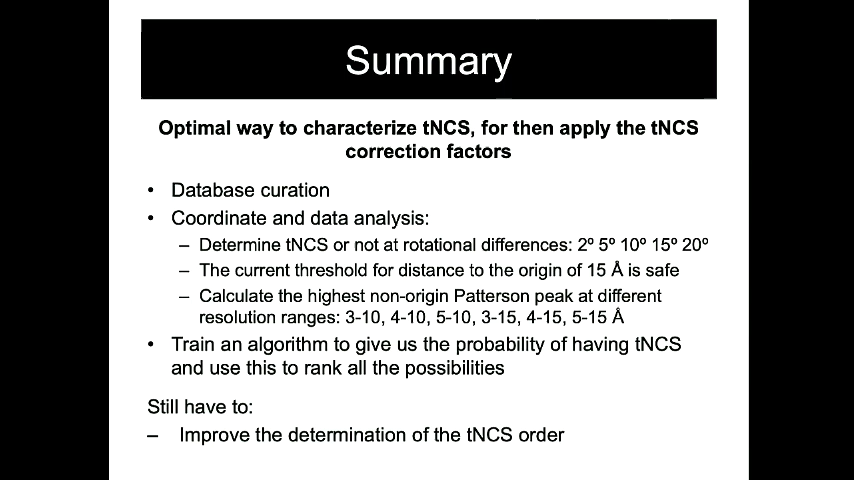 Summary
Optimal way to characterize tNCS, for then apply the tNCS
correction factors
• Database curation
• Coordinate and data analysis:
– Determine tNCS or not at rotational differences: 2º 5º 10º 15º 20º
– The current threshold for distance to the origin of 15 Å is safe
– Calculate the highest non-origin Patterson peak at different
resolution ranges: 3-10, 4-10, 5-10, 3-15, 4-15, 5-15 Å
• Train an algorithm to give us the probability of having tNCS
and use this to rank all the possibilities
Still have to:
– Improve the determination of the tNCS order